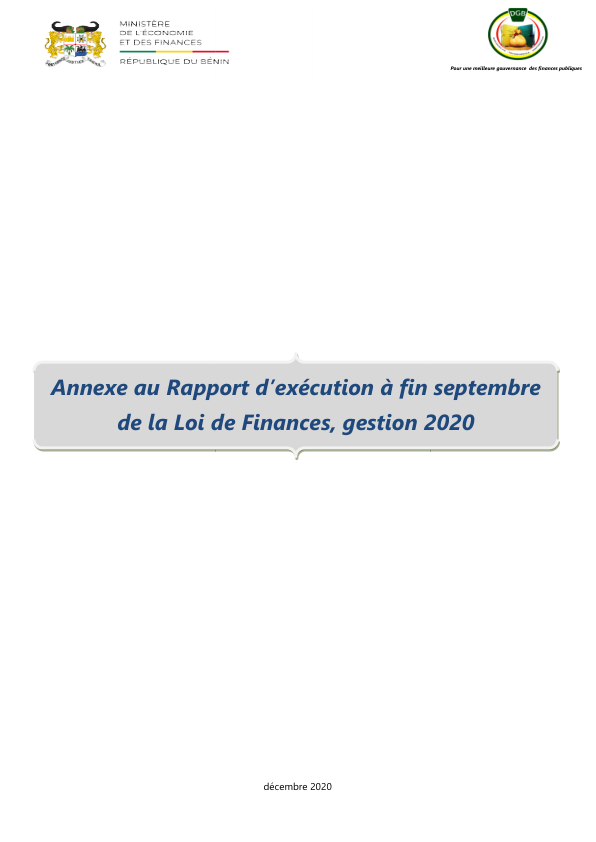 MINISTÈRE
DE L'ÉCONOMIE
ET DES FINANCES
RÉPUBLIQUE DU BÉNIN
DGB
Pour une meilleure gouvernance des finances publiques
Annexe au Rapport d’exécution à fin septembre
de la Loi de Finances, gestion 2020
décembre 2020